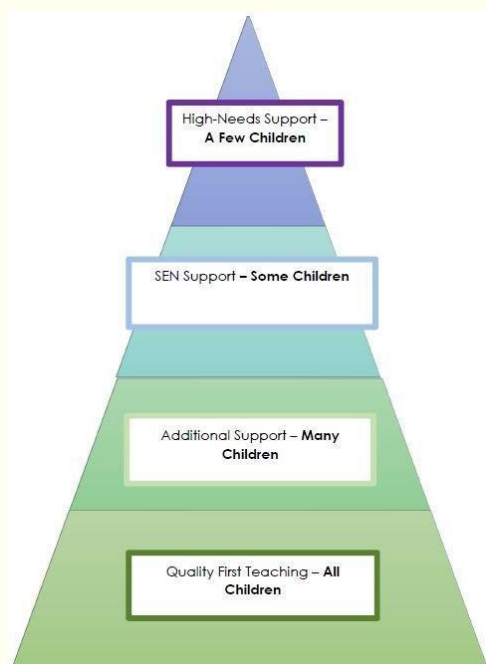 High-Needs Support –
A Few Children
SEN Support – Some Children
Additional Support – Many
Children
Quality First Teaching – All
Children